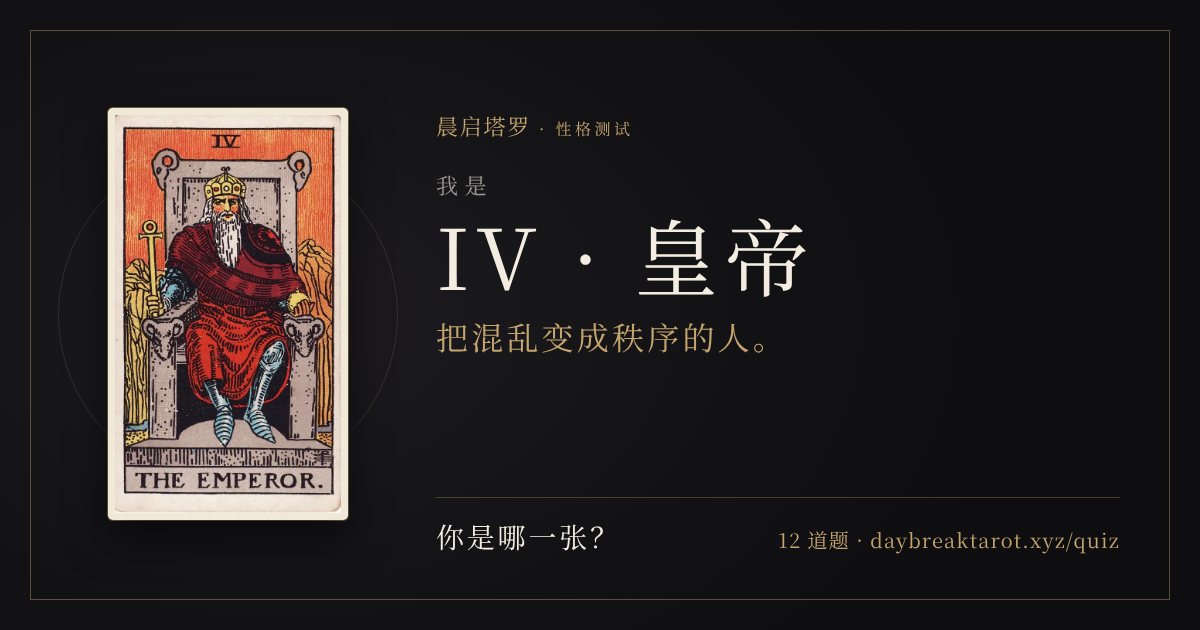 IV
THE EMPEROR.
晨启塔罗 · 性格测试
我是
IV · 皇帝
把混乱变成秩序的人。
你是哪一张？
12 道题 · daybreaktarot.xyz/quiz